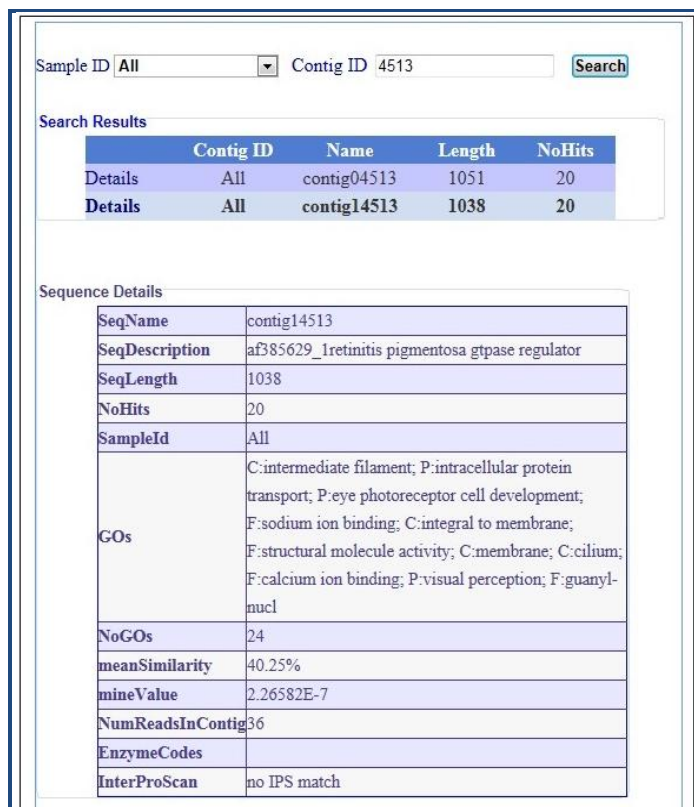 Sample ID All Contig ID 4513 Search
Search Results
Contig ID Name Length NoHits
Details All contig04513 1051 20
Details All contig14513 1038 20
Sequence Details
SeqName contig14513
SeqDescription af385629_1retinitis pigmentosa gtpase regulator
SeqLength 1038
NoHits 20
SampleId All
C:intermediate filament; P:intracellular protein
transport; P:eye photoreceptor cell development;
F:sodium ion binding; C:integral to membrane;
GOs
F:structural molecule activity; C:membrane; C:cilium;
F:calcium ion binding; P:visual perception; F:guanyl-
nucl
NoGOs 24
meanSimilarity 40.25%
mineValue 2.26582E-7
NumReadsInContig 36
EnzymeCodes
InterProScan no IPS match